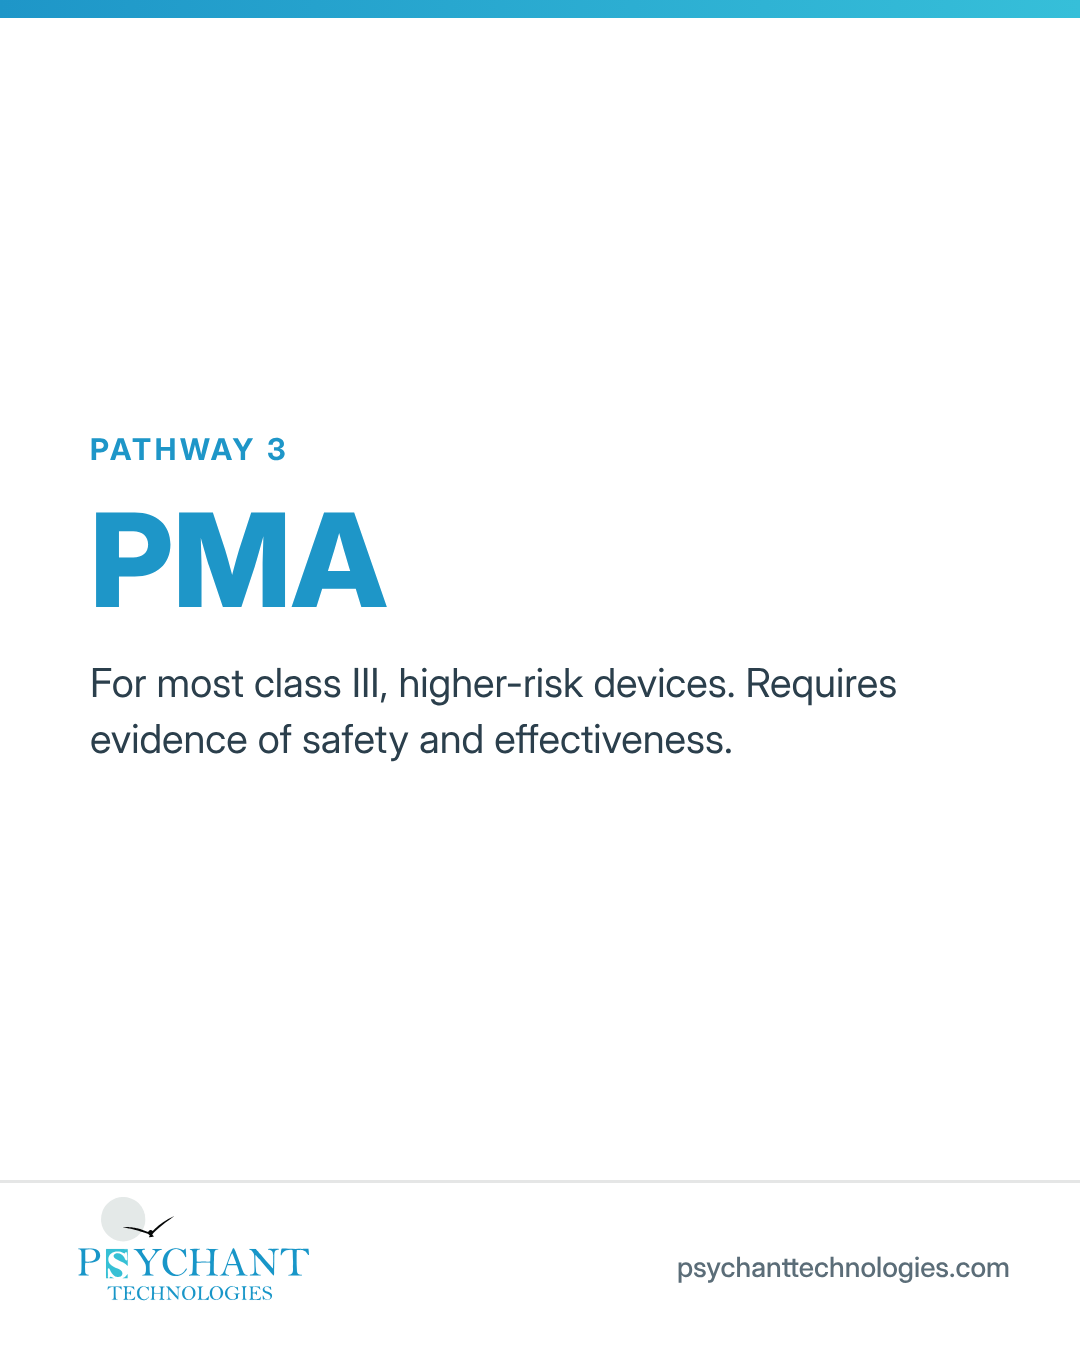 PATHWAY 3
PMA
For most class III, higher-risk devices. Requires
evidence of safety and effectiveness.
PSYCHANT
TECHNOLOGIES
psychanttechnologies.com